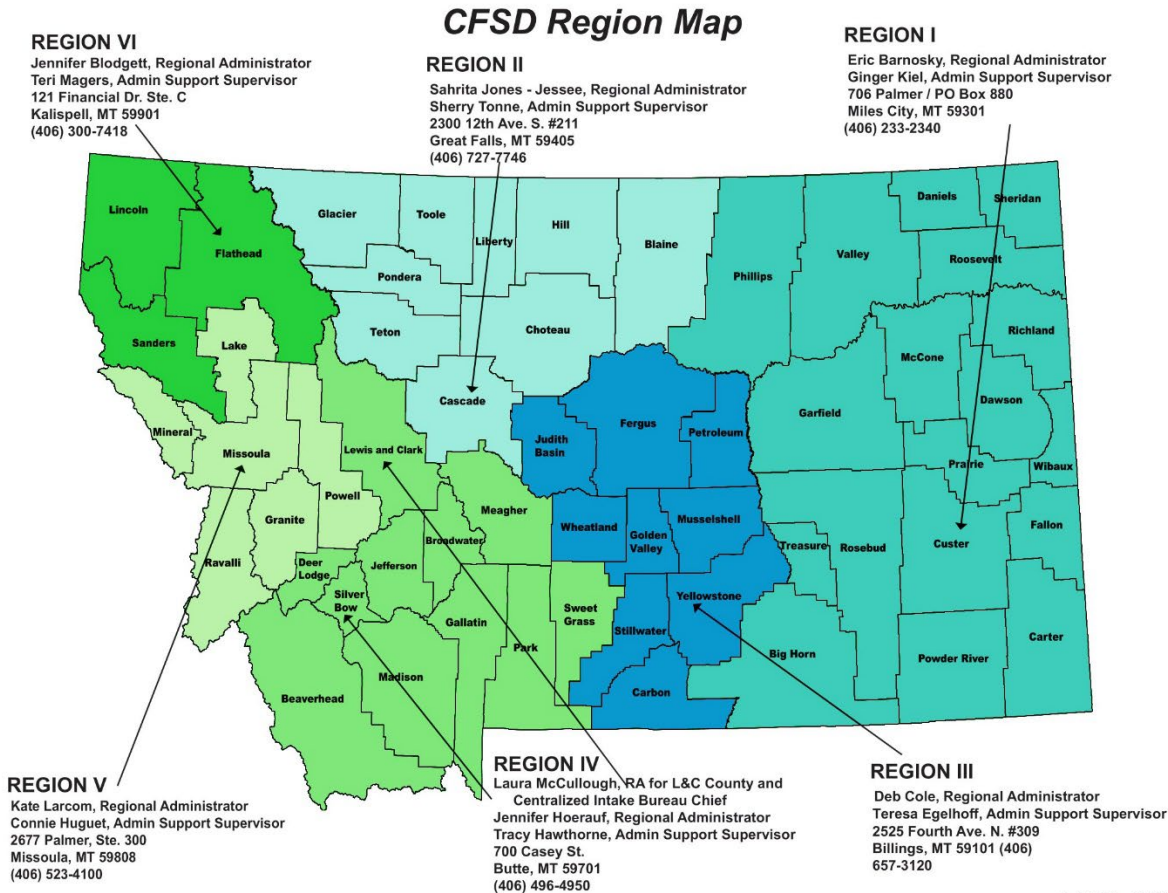 CFSD Region Map
REGION VI
Jennifer Blodgett, Regional Administrator
Teri Magers, Admin Support Supervisor
121 Financial Dr. Ste. C
Kalispell, MT 59901
(406) 300-7418
REGION II
Sahrita Jones - Jessee, Regional Administrator
Sherry Tonne, Admin Support Supervisor
2300 12th Ave. S. #211
Great Falls, MT 59405
(406) 727-7746
REGION I
Eric Barnosky, Regional Administrator
Ginger Kiel, Admin Support Supervisor
706 Palmer / PO Box 880
Miles City, MT 59301
(406) 233-2340
Lincoln
Flathead
Sanders
Lake
Glacier
Toole
Liberty
Hill
Blaine
Pondera
Teton
Choteau
Cascade
Phillips
Valley
Daniels
Sheridan
Roosevelt
Richland
McCone
Garfield
Dawson
Prairie
Wibaux
Mineral
Missoula
Powell
Granite
Ravalli
Lewis and Clark
Meagher
Broadwater
Jefferson
Deer
Lodge
Silver
Bow
Gallatin
Park
Sweet
Grass
Madison
Beaverhead
Judith
Basin
Fergus
Petroleum
Wheatland
Golden
Valley
Musselshell
Yellowstone
Stillwater
Carbon
Treasure
Rosebud
Custer
Fallon
Big Horn
Powder River
Carter
REGION V
Kate Larcom, Regional Administrator
Connie Huguet, Admin Support Supervisor
2677 Palmer, Ste. 300
Missoula, MT 59808
(406) 523-4100
REGION IV
Laura McCullough, RA for L&C County and
Centralized Intake Bureau Chief
Jennifer Hoerauf, Regional Administrator
Tracy Hawthorne, Admin Support Supervisor
700 Casey St.
Butte, MT 59701
(406) 496-4950
REGION III
Deb Cole, Regional Administrator
Teresa Egelhoff, Admin Support Supervisor
2525 Fourth Ave. N. #309
Billings, MT 59101 (406)
657-3120